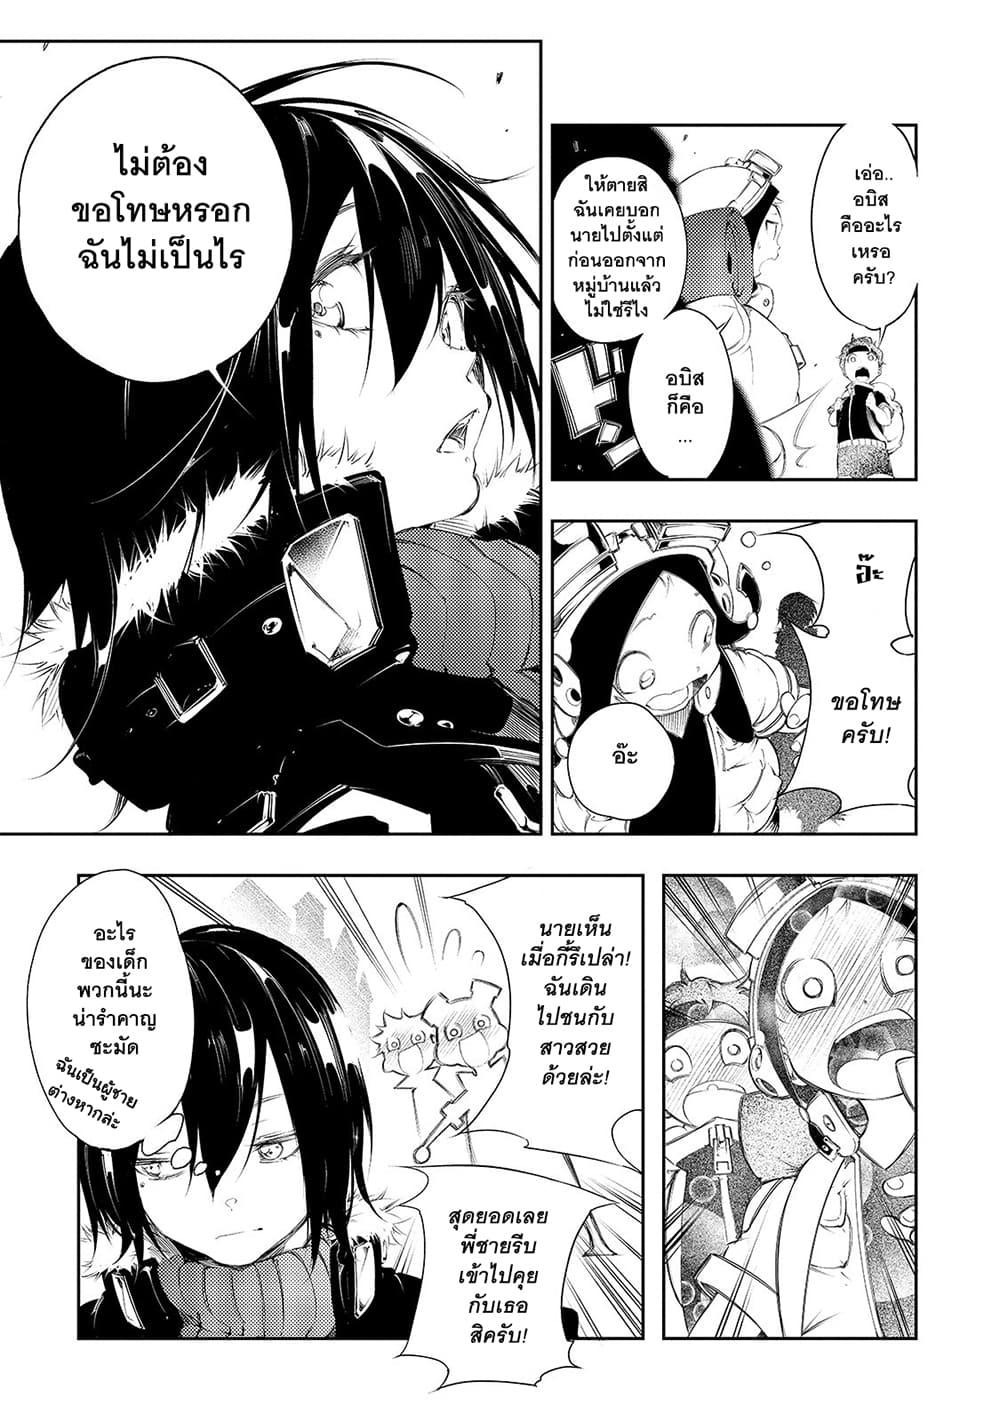 เอ่อ..
อบิส
คืออะไร
เหรอ
ครับ?
ให้ตายสิ
ฉันเคยบอก
นายไปตั้งแต่
ก่อนออกจาก
หมู่บ้านแล้ว
ไม่ใช่รึไง
อบิส
ก็คือ
...
ドン
อ๊ะ
ขอโทษ
ครับ!
อ๊ะ
ไม่ต้อง
ขอโทษหรอก
ฉันไม่เป็นไร
นายเห็น
เมื่อกี้รึเปล่า!
ฉันเดิน
ไปชนกับ
สาวสวย
ด้วยล่ะ!
สุดยอดเลย
พี่ชายรีบ
เข้าไปคุย
กับเธอ
สิครับ!
อะไร
ของเด็ก
พวกนี้นะ
น่ารำคาญ
ชะมัด
ฉันเป็นผู้ชาย
ต่างหากล่ะ